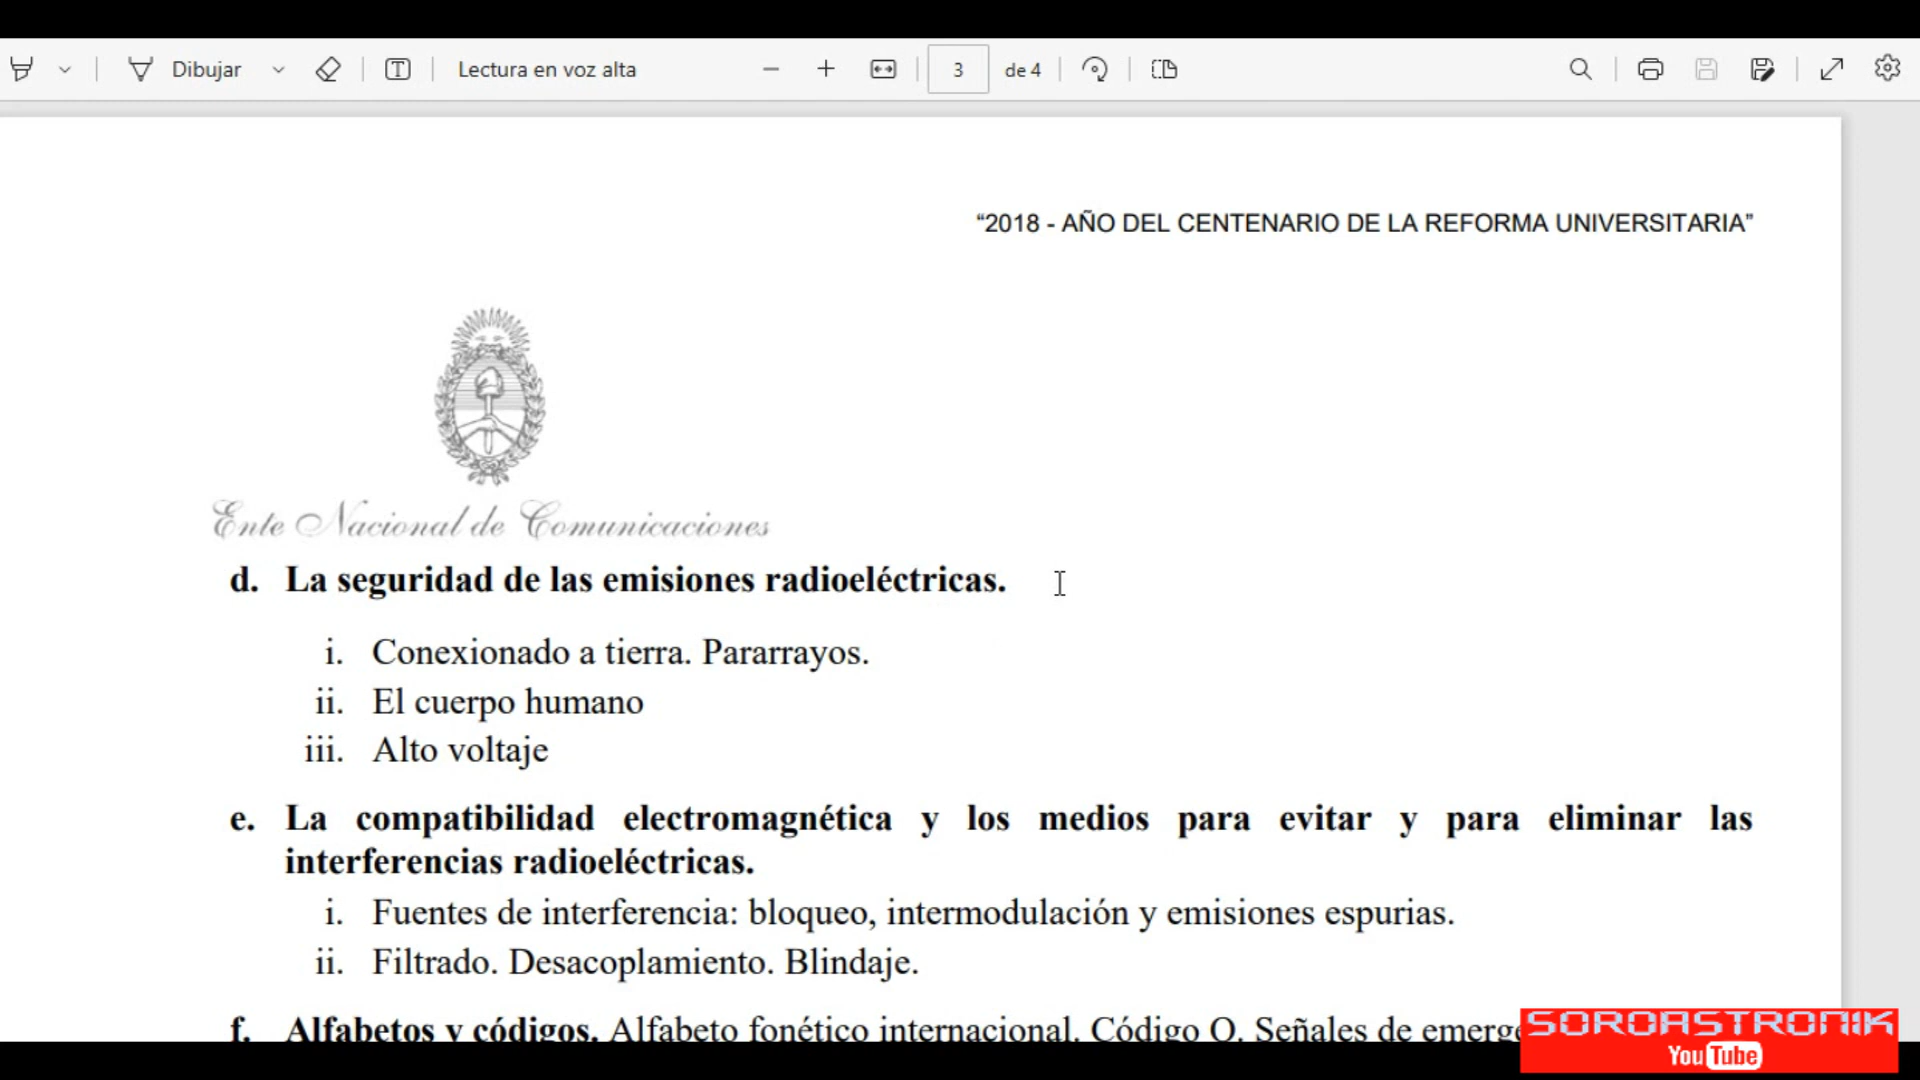 Dibujar
Lectura en voz alta
3 de 4
“2018 - AÑO DEL CENTENARIO DE LA REFORMA UNIVERSITARIA”
Ente Nacional de Comunicaciones
d. La seguridad de las emisiones radioeléctricas.
i. Conexionado a tierra. Pararrayos.
ii. El cuerpo humano
iii. Alto voltaje
e. La compatibilidad electromagnética y los medios para evitar y para eliminar las
interferencias radioeléctricas.
i. Fuentes de interferencia: bloqueo, intermodulación y emisiones espurias.
ii. Filtrado. Desacoplamiento. Blindaje.
f. Alfabetos y códigos. Alfabeto fonético internacional. Código Q. Señales de
SOROASTRONIK
YouTube